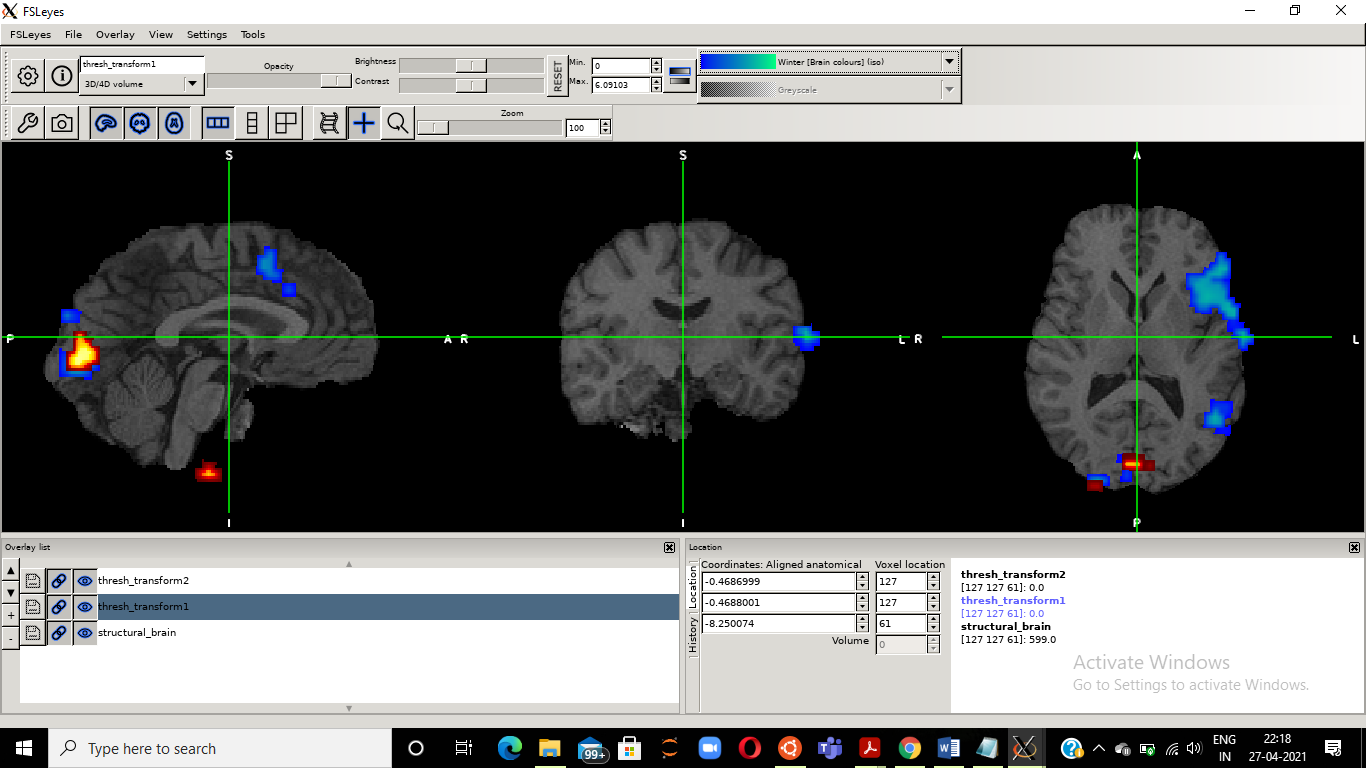 FSLeyes
FSLeyes File Overlay View Settings Tools
thresh_transform1
3D/4D volume
Opacity
Brightness
Contrast
RESET
Min. 0
Max. 6.09103
Winter [Brain colours] (iso)
Greyscale
Zoom
100
S
P
A
I
S
R
L
I
A
R
L
P
Overlay list
thresh_transform2
thresh_transform1
structural_brain
+
-
Location
Location
History
Coordinates: Aligned anatomical Voxel location
-0.4686999 127
-0.4688001 127
-8.250074 61
Volume 0
thresh_transform2
[127 127 61]: 0.0
thresh_transform1
[127 127 61]: 0.0
structural_brain
[127 127 61]: 599.0
Activate Windows
Go to Settings to activate Windows.
Type here to search
99+
ENG
IN
22:18
27-04-2021